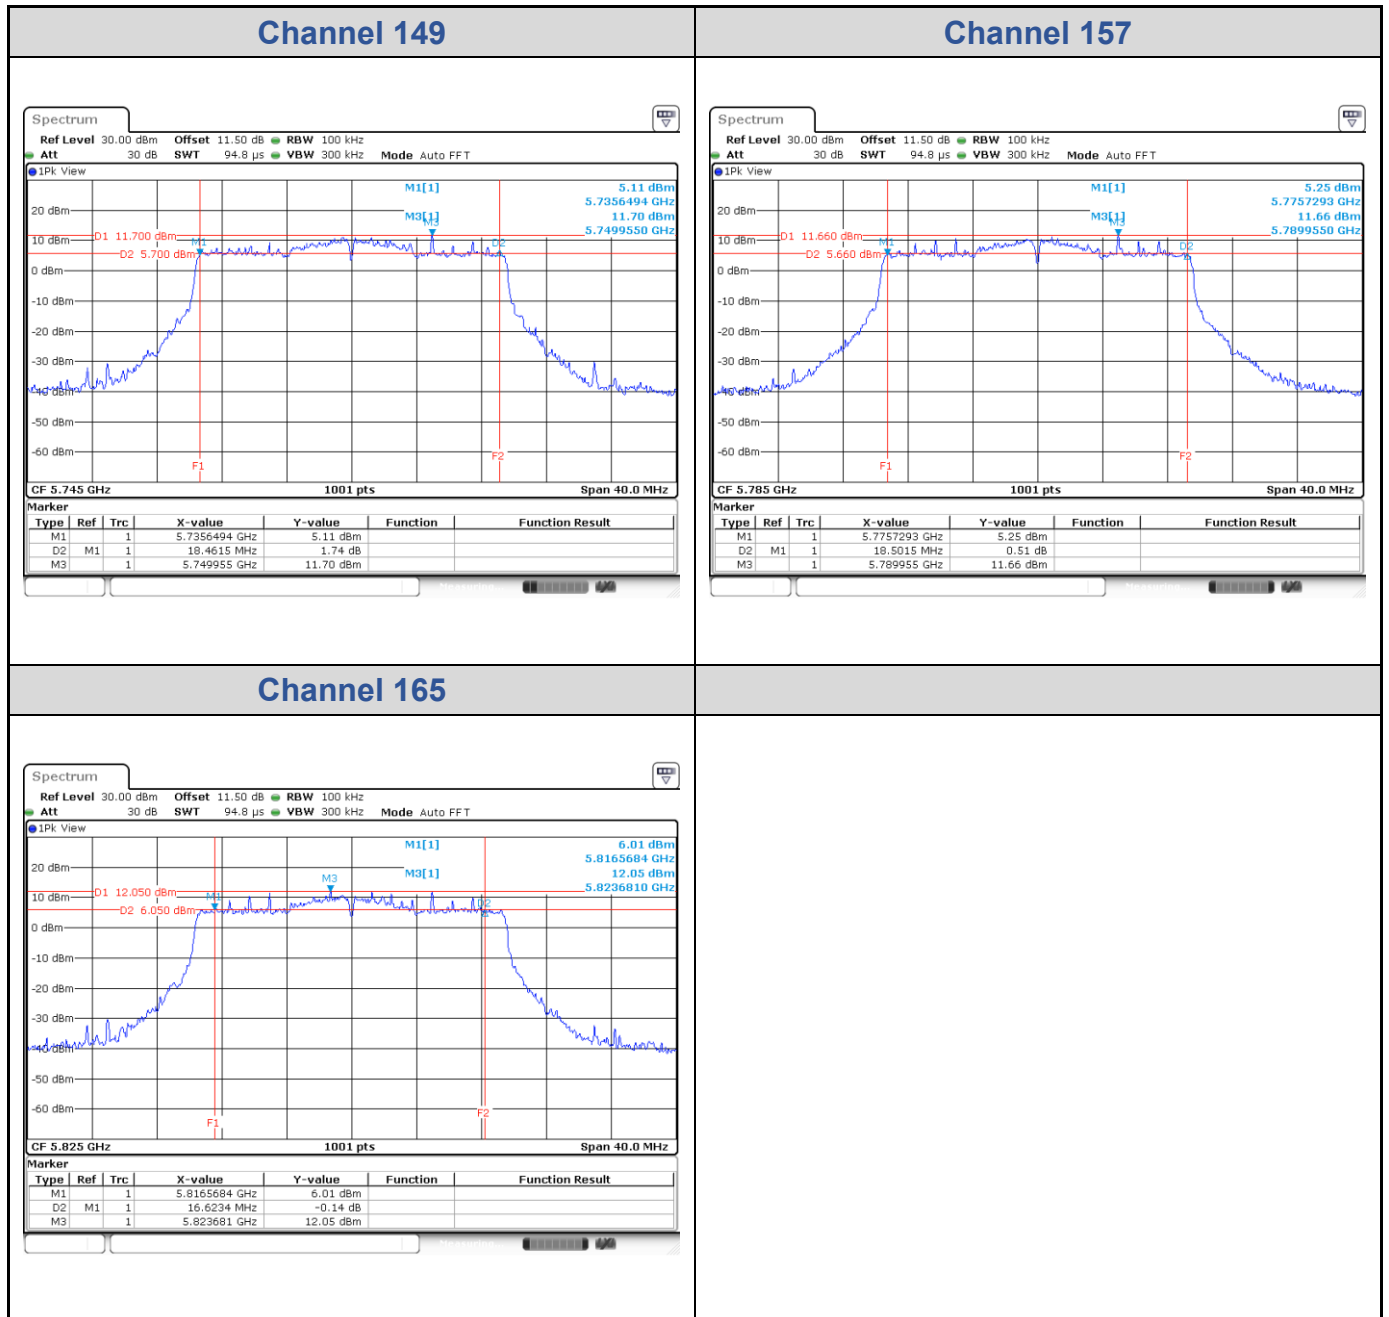 Channel 149
Channel 157
Spectrum
Ref Level 30.00 dBm Offset 11.50 dB RBW 100 kHz
Att 30 dB SWT 94.8 µs VBW 300 kHz Mode Auto FFT
1Pk View
M1[1] 5.11 dBm
5.7356494 GHz
M3[1] 11.70 dBm
5.7499550 GHz
M3
20 dBm
D1 11.700 dBm
10 dBm
M1
D2
D2 5.700 dBm
0 dBm
-10 dBm
-20 dBm
-30 dBm
-40 dBm
-50 dBm
-60 dBm
F1
F2
CF 5.745 GHz 1001 pts Span 40.0 MHz
Marker
Type Ref Trc X-value Y-value Function Function Result
M1 1 5.7356494 GHz 5.11 dBm
D2 M1 1 18.4615 MHz 1.74 dB
M3 1 5.749955 GHz 11.70 dBm
Spectrum
Ref Level 30.00 dBm Offset 11.50 dB RBW 100 kHz
Att 30 dB SWT 94.8 µs VBW 300 kHz Mode Auto FFT
1Pk View
M1[1] 5.25 dBm
5.7757293 GHz
M3[1] 11.66 dBm
5.7899550 GHz
M3
20 dBm
D1 11.660 dBm
10 dBm
M1
D2
D2 5.660 dBm
0 dBm
-10 dBm
-20 dBm
-30 dBm
-40 dBm
-50 dBm
-60 dBm
F1
F2
CF 5.785 GHz 1001 pts Span 40.0 MHz
Marker
Type Ref Trc X-value Y-value Function Function Result
M1 1 5.7757293 GHz 5.25 dBm
D2 M1 1 18.5015 MHz 0.51 dB
M3 1 5.789955 GHz 11.66 dBm
Channel 165
Spectrum
Ref Level 30.00 dBm Offset 11.50 dB RBW 100 kHz
Att 30 dB SWT 94.8 µs VBW 300 kHz Mode Auto FFT
1Pk View
M1[1] 6.01 dBm
5.8165684 GHz
M3[1] 12.05 dBm
5.8236810 GHz
20 dBm
M3
D1 12.050 dBm
10 dBm
M1
D2
D2 6.050 dBm
0 dBm
-10 dBm
-20 dBm
-30 dBm
-40 dBm
-50 dBm
-60 dBm
F1
F2
CF 5.825 GHz 1001 pts Span 40.0 MHz
Marker
Type Ref Trc X-value Y-value Function Function Result
M1 1 5.8165684 GHz 6.01 dBm
D2 M1 1 16.6234 MHz -0.14 dB
M3 1 5.823681 GHz 12.05 dBm